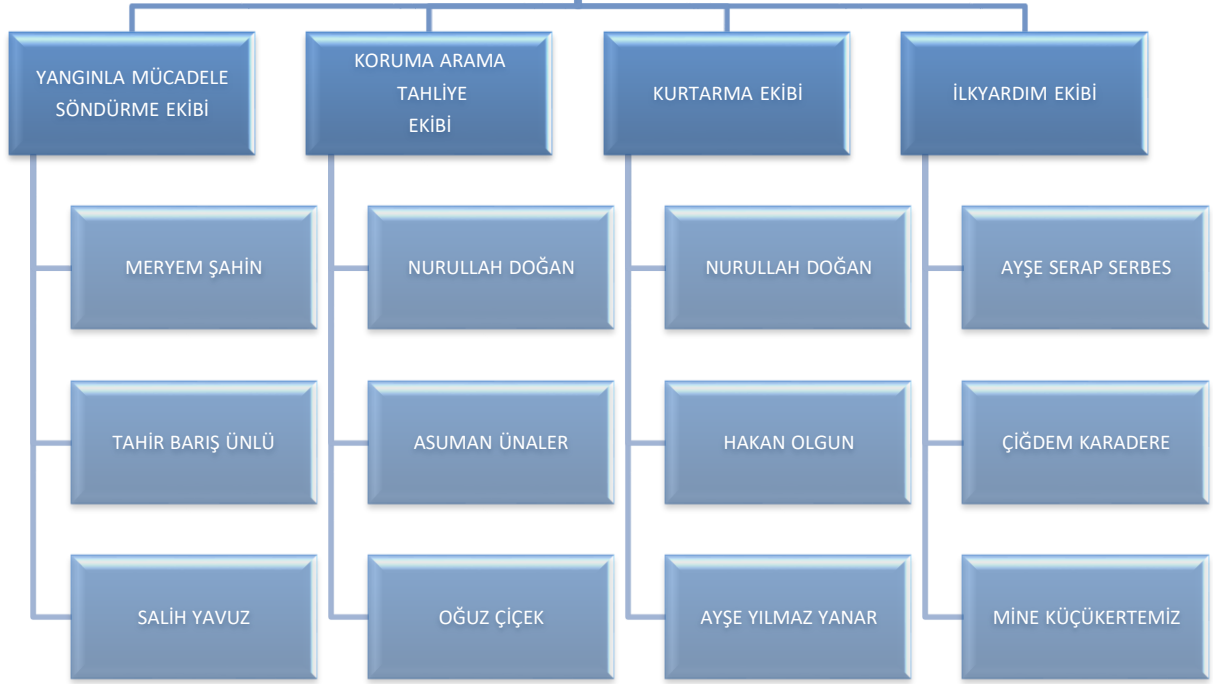 YANGINLA MÜCADELE
SÖNDÜRME EKİBİ
MERYEM ŞAHİN
TAHİR BARIŞ ÜNLÜ
SALİH YAVUZ
KORUMA ARAMA
TAHLİYE
EKİBİ
NURULLAH DOĞAN
ASUMAN ÜNALER
OĞUZ ÇİÇEK
KURTARMA EKİBİ
NURULLAH DOĞAN
HAKAN OLGUN
AYŞE YILMAZ YANAR
İLKYARDIM EKİBİ
AYŞE SERAP SERBES
ÇİĞDEM KARADERE
MİNE KÜÇÜKERTEMİZ